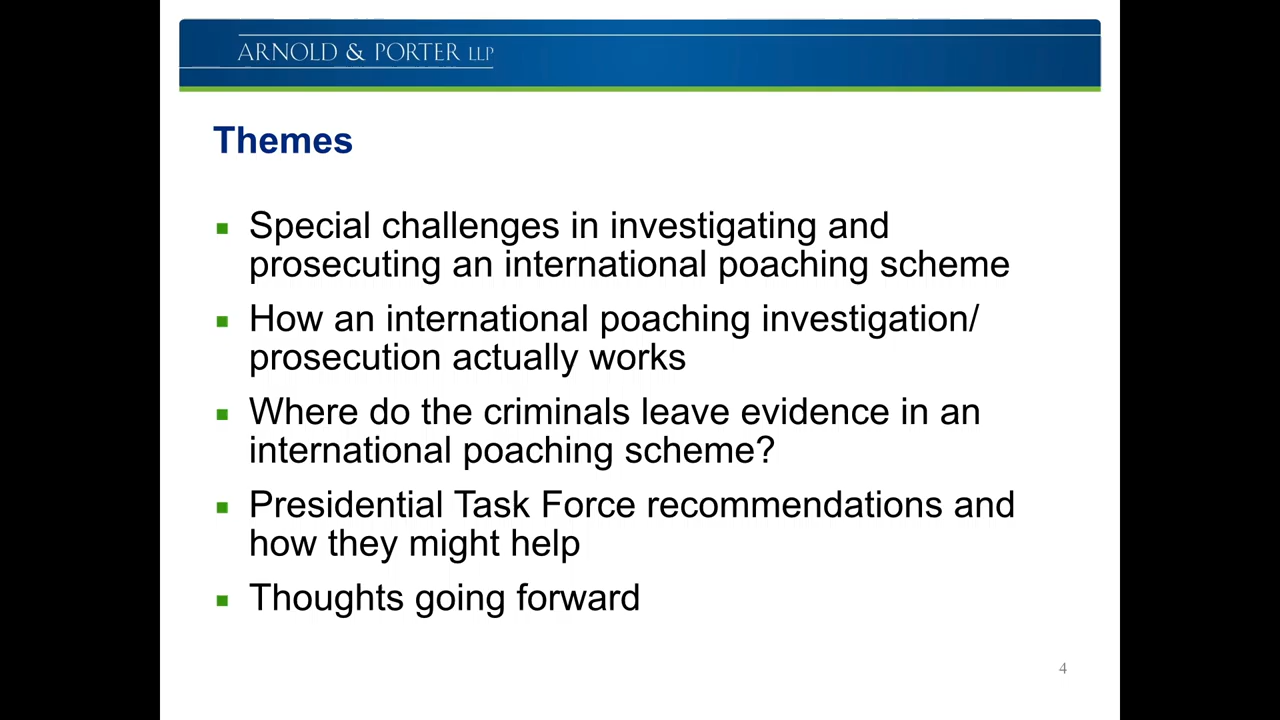 ARNOLD & PORTER LLP
Themes
Special challenges in investigating and
prosecuting an international poaching scheme
How an international poaching investigation/
prosecution actually works
Where do the criminals leave evidence in an
international poaching scheme?
Presidential Task Force recommendations and
how they might help
Thoughts going forward
4